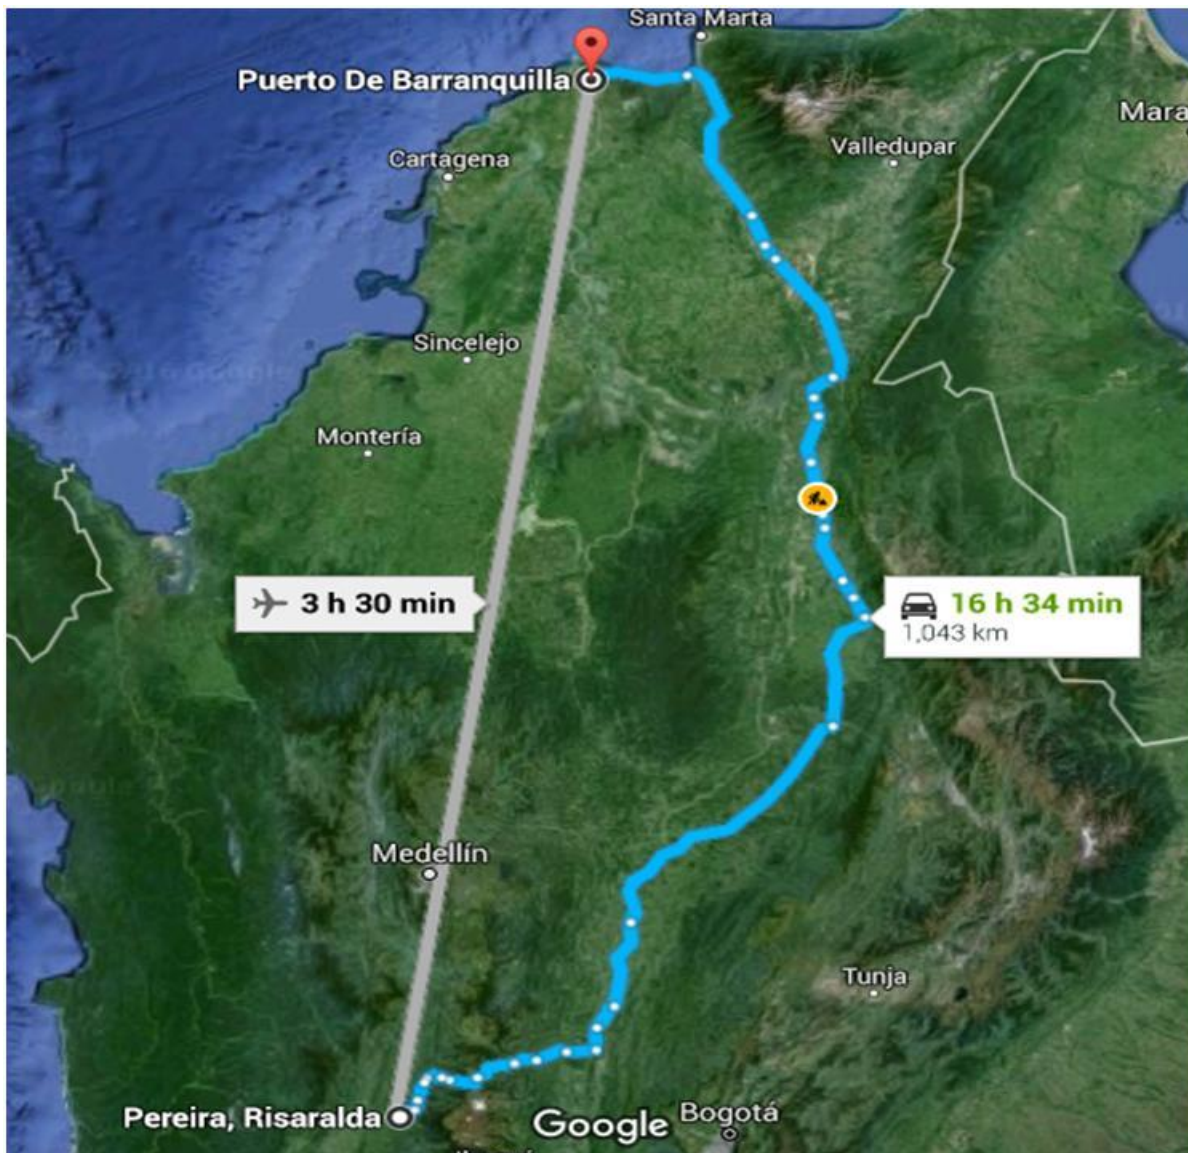 Santa Marta
Puerto De Barranquilla
Mara
Valledupar
Cartagena
Sincelejo
Montería
3 h 30 min
16 h 34 min
1,043 km
Medellín
Tunja
Pereira, Risaralda
Google
Bogotá